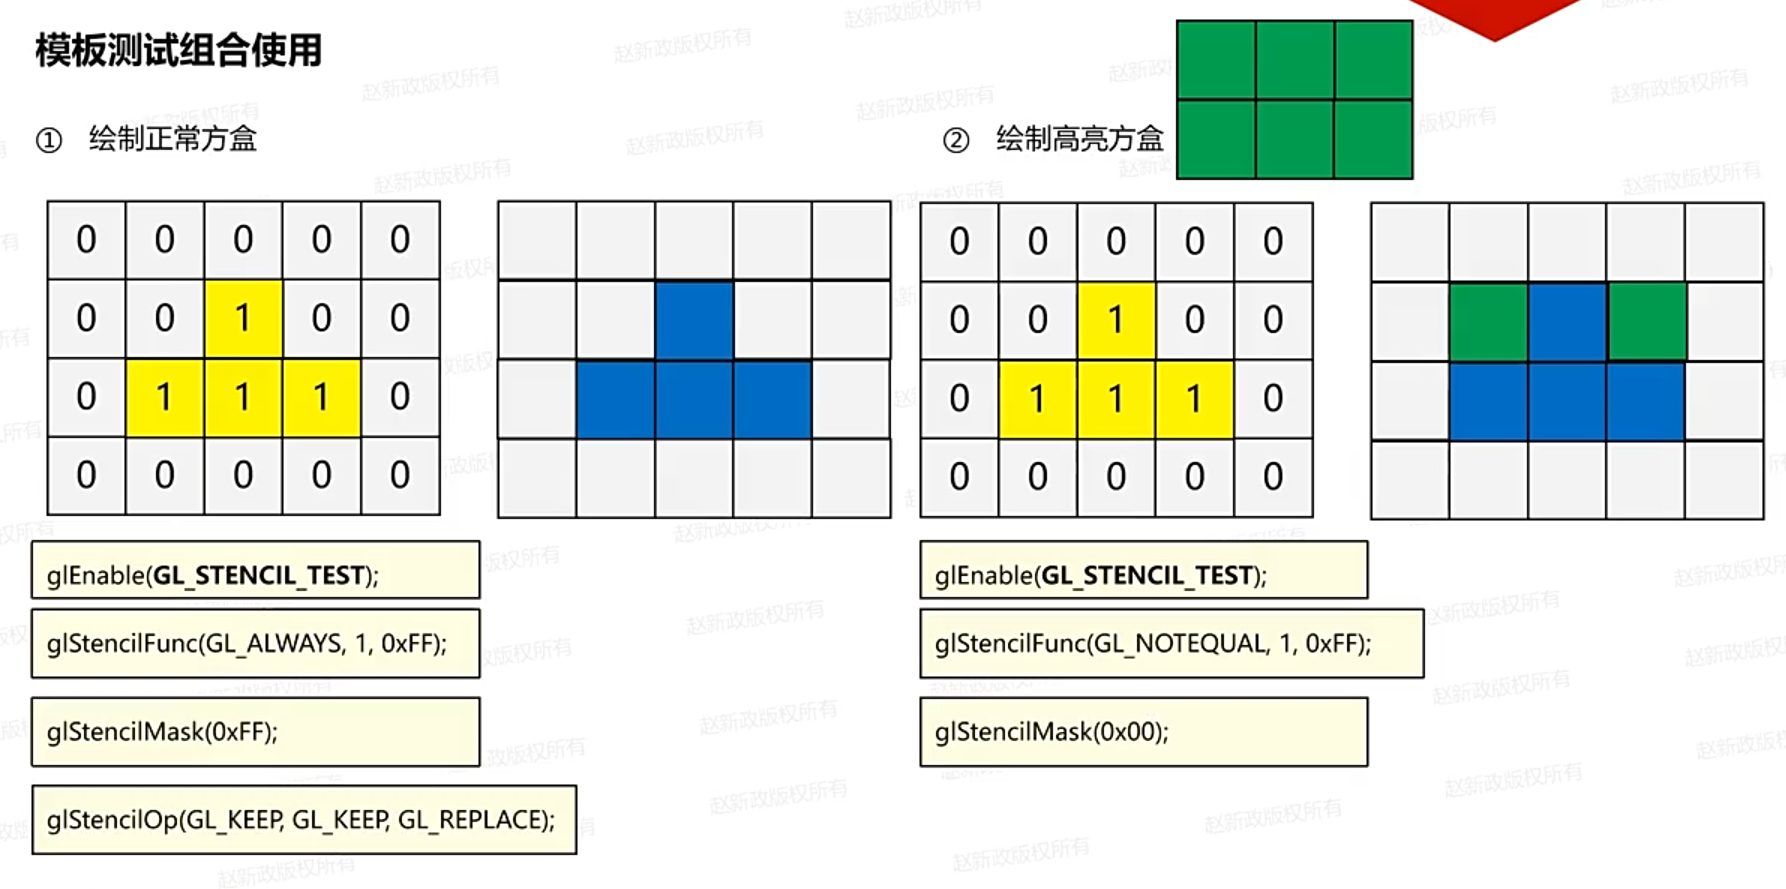 模板测试组合使用
① 绘制正常方盒
0 0 0 0 0
0 0 1 0 0
0 1 1 1 0
0 0 0 0 0
glEnable(GL_STENCIL_TEST);
glStencilFunc(GL_ALWAYS, 1, 0xFF);
glStencilMask(0xFF);
glStencilOp(GL_KEEP, GL_KEEP, GL_REPLACE);
② 绘制高亮方盒
0 0 0 0 0
0 0 1 0 0
0 1 1 1 0
0 0 0 0 0
glEnable(GL_STENCIL_TEST);
glStencilFunc(GL_NOTEQUAL, 1, 0xFF);
glStencilMask(0x00);
赵新政版权所有